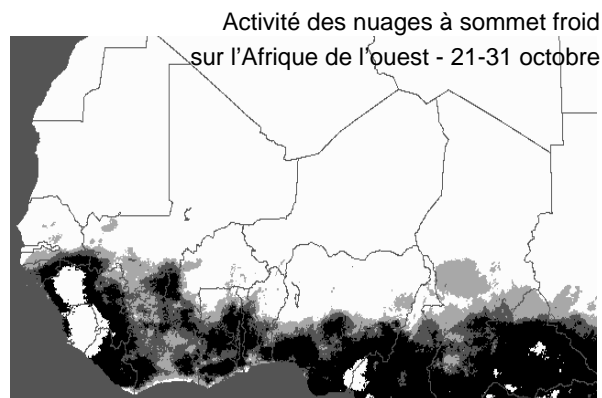 Activité des nuages à sommet froid
sur l'Afrique de l'ouest - 21-31 octobre